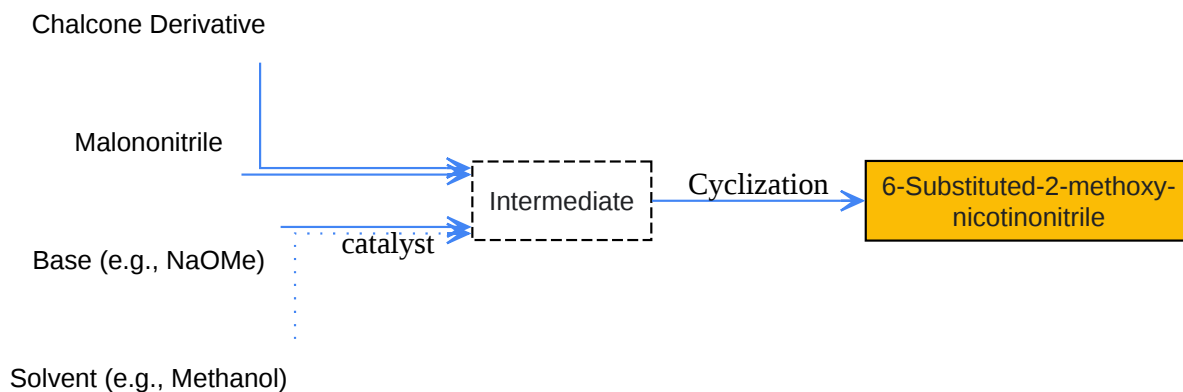 Chalcone Derivative
Malononitrile
Intermediate
Cyclization
6-Substituted-2-methoxy-
nicotinonitrile
catalyst
Base (e.g., NaOMe)
Solvent (e.g., Methanol)